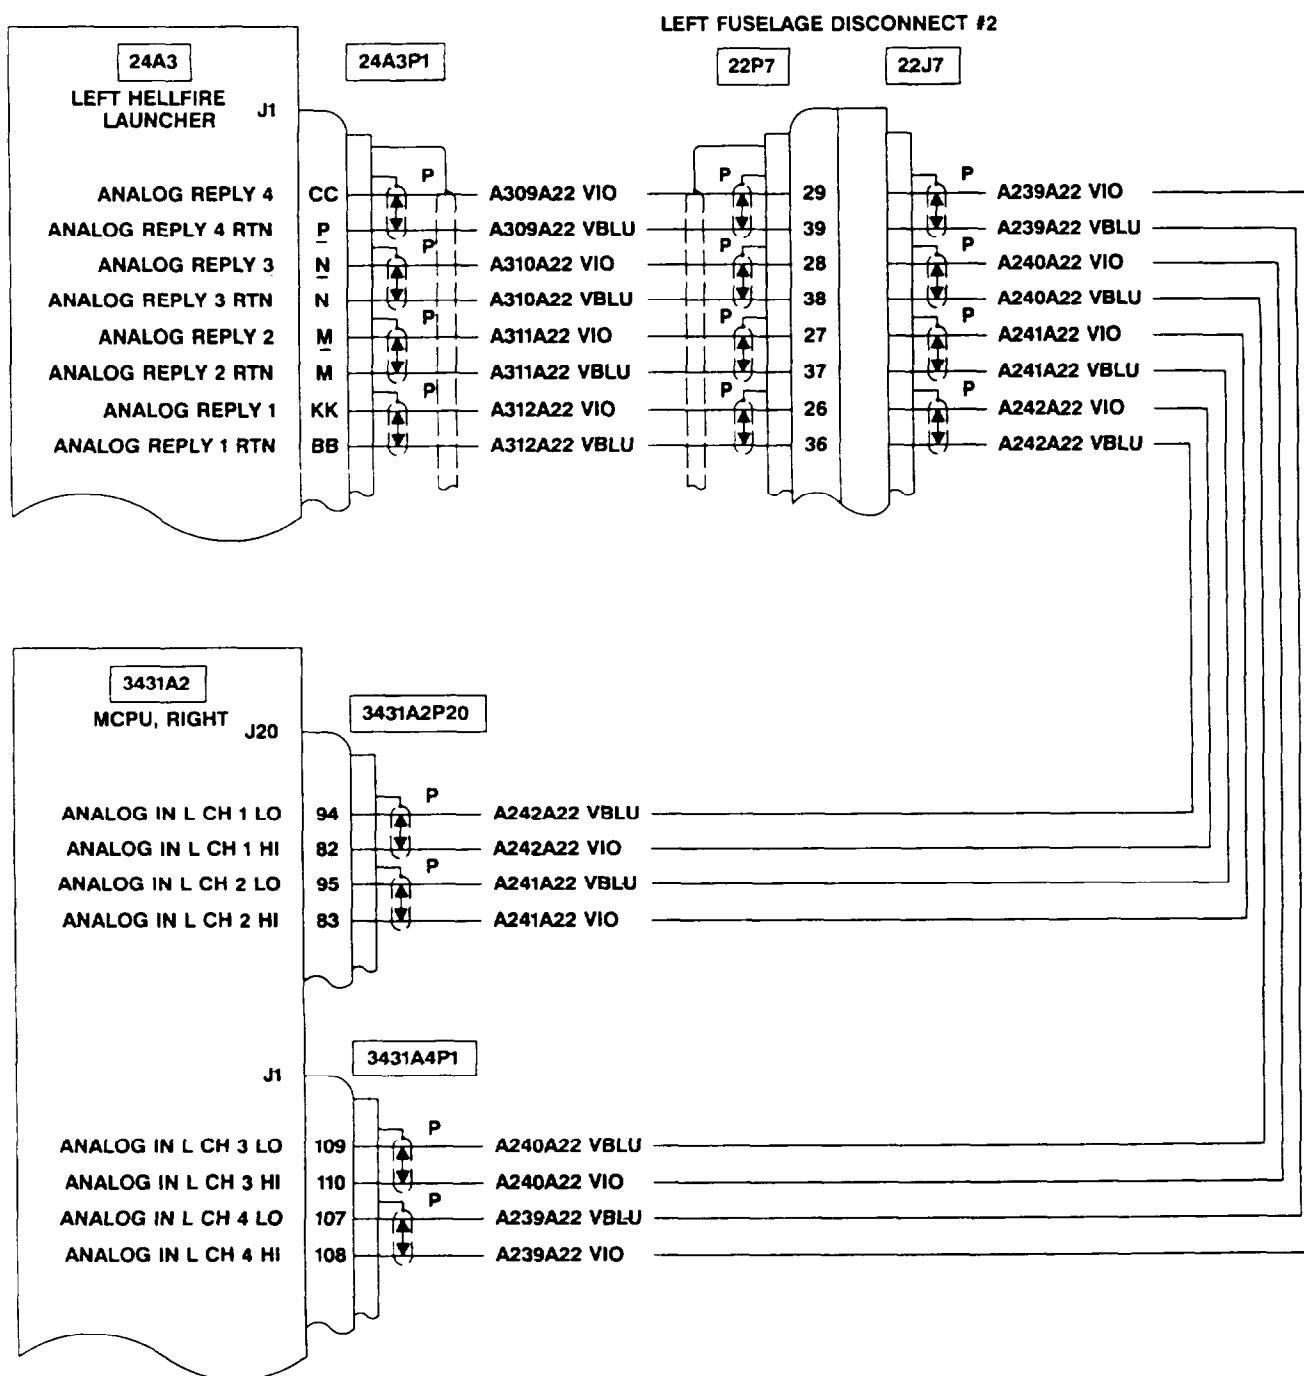 LEFT FUSELAGE DISCONNECT #2
24A3
24A3P1
22P7
22J7
LEFT HELLFIRE
LAUNCHER
J1
P
P
P
ANALOG REPLY 4 CC A309A22 VIO 29 A239A22 VIO
ANALOG REPLY 4 RTN P A309A22 VBLU 39 A239A22 VBLU
P
P
P
ANALOG REPLY 3 N A310A22 VIO 28 A240A22 VIO
ANALOG REPLY 3 RTN N A310A22 VBLU 38 A240A22 VBLU
P
P
P
ANALOG REPLY 2 M A311A22 VIO 27 A241A22 VIO
ANALOG REPLY 2 RTN M A311A22 VBLU 37 A241A22 VBLU
P
P
P
ANALOG REPLY 1 KK A312A22 VIO 26 A242A22 VIO
ANALOG REPLY 1 RTN BB A312A22 VBLU 36 A242A22 VBLU
3431A2
MCPU, RIGHT
J20
3431A2P20
P
ANALOG IN L CH 1 LO 94 A242A22 VBLU
ANALOG IN L CH 1 HI 82 A242A22 VIO
P
ANALOG IN L CH 2 LO 95 A241A22 VBLU
ANALOG IN L CH 2 HI 83 A241A22 VIO
J1
3431A4P1
P
ANALOG IN L CH 3 LO 109 A240A22 VBLU
ANALOG IN L CH 3 HI 110 A240A22 VIO
P
ANALOG IN L CH 4 LO 107 A239A22 VBLU
ANALOG IN L CH 4 HI 108 A239A22 VIO